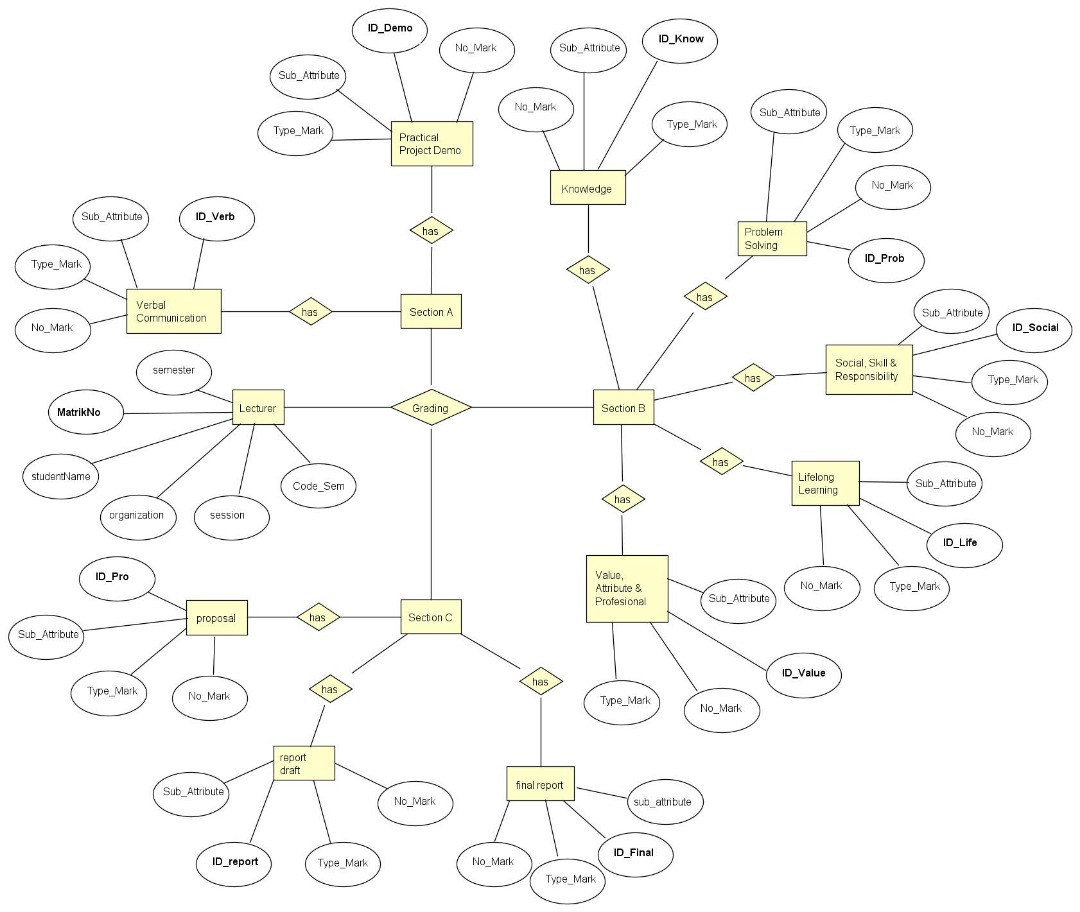 ID_Demo
No_Mark
Sub_Attribute
Type_Mark
Practical
Project Demo
has
ID_Know
Sub_Attribute
No_Mark
Type_Mark
Knowledge
has
Sub_Attribute
Type_Mark
No_Mark
ID_Prob
Problem
Solving
has
Sub_Attribute
ID_Verb
Type_Mark
No_Mark
Verbal
Communication
has
Section A
Sub_Attribute
ID_Social
Type_Mark
No_Mark
Social, Skill &
Responsibility
has
semester
MatrikNo
Lecturer
Grading
Section B
studentName
organization
session
Code_Sem
has
Lifelong
Learning
Sub_Attribute
ID_Life
No_Mark
Type_Mark
has
Value,
Attribute &
Profesional
Sub_Attribute
ID_Value
Type_Mark
No_Mark
ID_Pro
Sub_Attribute
proposal
has
Section C
Type_Mark
No_Mark
has
has
report
draft
Sub_Attribute
No_Mark
ID_report
Type_Mark
final report
sub_attribute
No_Mark
ID_Final
Type_Mark